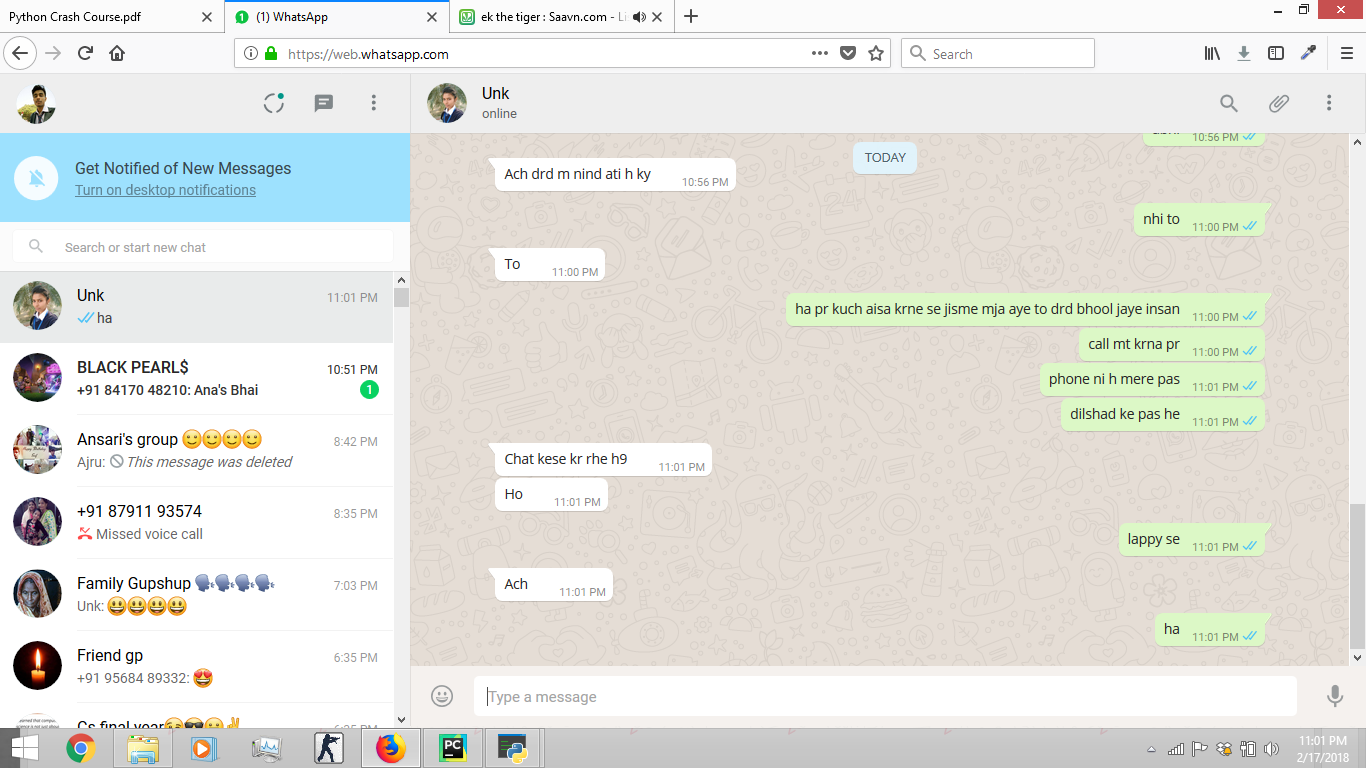 Python Crash Course.pdf
(1) WhatsApp
ek the tiger : Saavn.com - Li
https://web.whatsapp.com
Search
Get Notified of New Messages
Turn on desktop notifications
Search or start new chat
Unk
11:01 PM
ha
BLACK PEARL$
10:51 PM
+91 84170 48210: Ana's Bhai
1
Ansari's group 😉🙂🙂🙂
8:42 PM
Ajru: This message was deleted
+91 87911 93574
8:35 PM
Missed voice call
Family Gupshup 🗣🗣🗣🗣
7:03 PM
Unk: 😃😃😃😃
Friend gp
6:35 PM
+91 95684 89332: 😍
Cs final year
6:35 PM
Unk
online
10:56 PM
TODAY
Ach drd m nind ati h ky
10:56 PM
nhi to
11:00 PM
To
11:00 PM
ha pr kuch aisa krne se jisme mja aye to drd bhool jaye insan
11:00 PM
call mt krna pr
11:00 PM
phone ni h mere pas
11:01 PM
dilshad ke pas he
11:01 PM
Chat kese kr rhe h9
11:01 PM
Ho
11:01 PM
lappy se
11:01 PM
Ach
11:01 PM
ha
11:01 PM
Type a message
PC
11:01 PM
2/17/2018